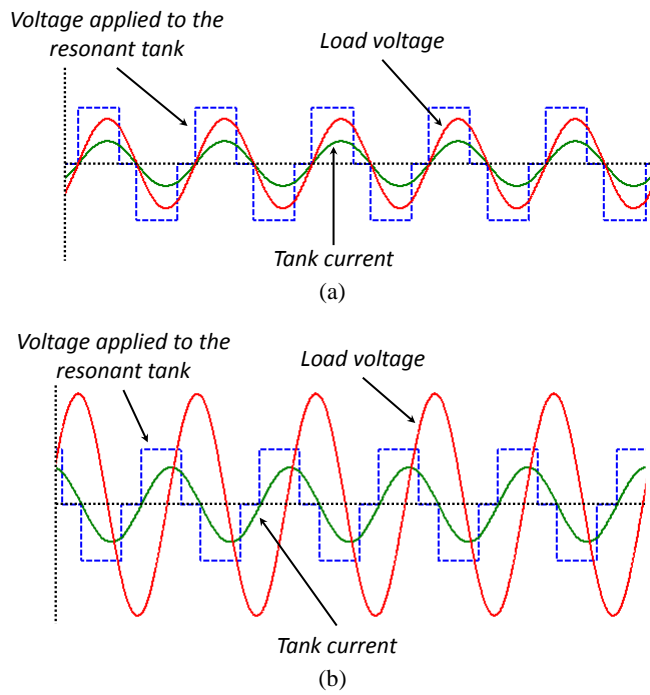 Voltage applied to the
resonant tank
Load voltage
Tank current
(a)
Voltage applied to the
resonant tank
Load voltage
Tank current
(b)